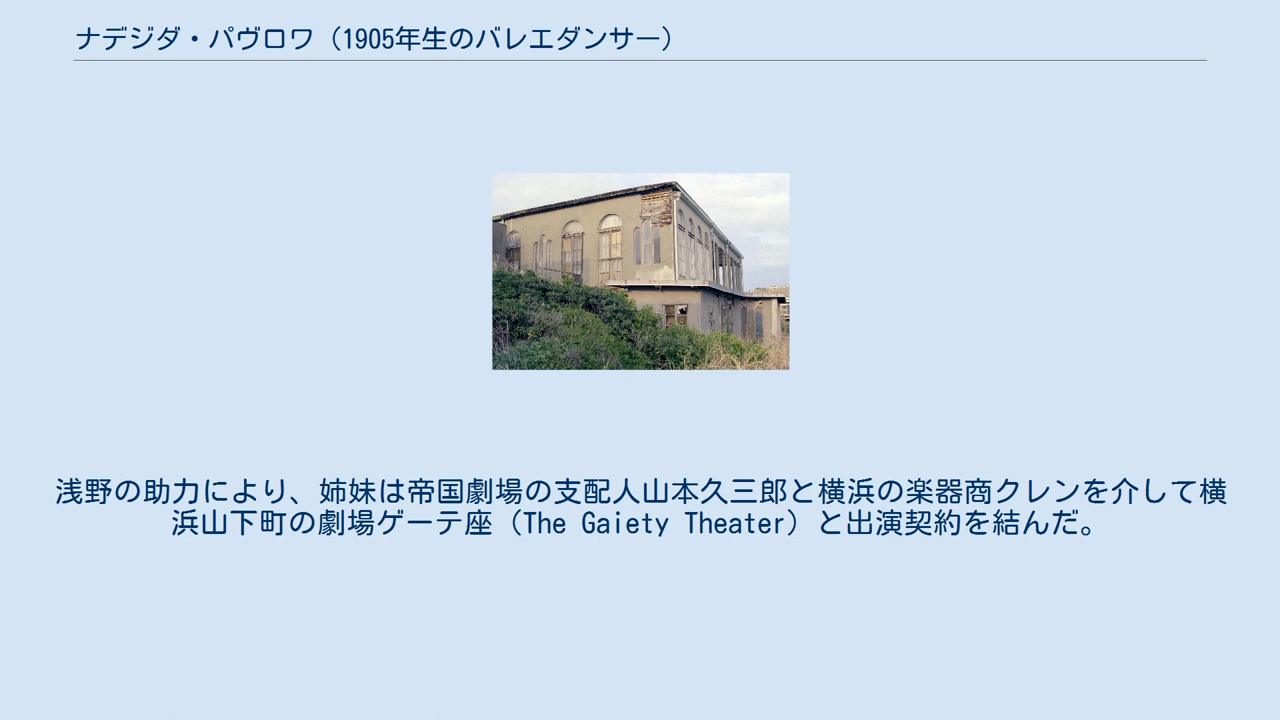 ナデジダ・パヴロワ（1905年生のバレエダンサー）
浅野の助力により、姉妹は帝国劇場の支配人山本久三郎と横浜の楽器商クレンを介して横
浜山下町の劇場ゲーテ座（The Gaiety Theater）と出演契約を結んだ。